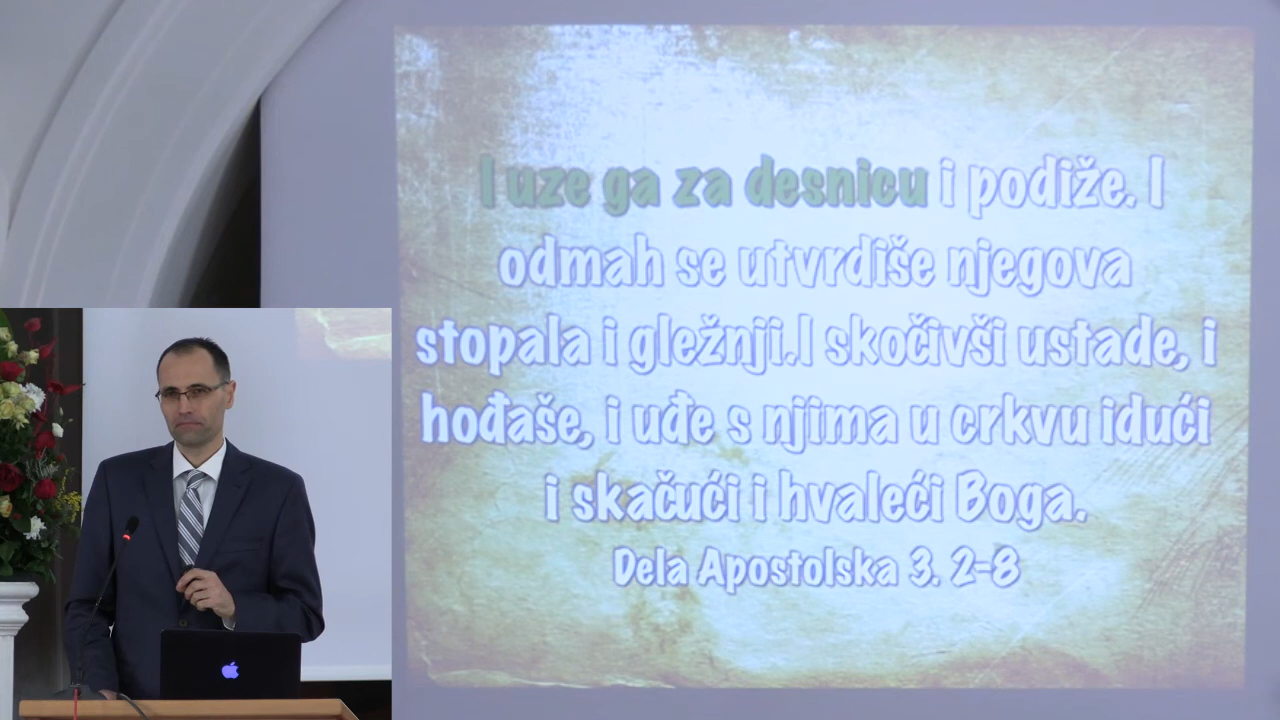 I uze ga za desnicu i podiže. I
odmah se utvrdiše njegova
stopala i gležnji.I skočivši ustade, i
hođaše, i uđe s njima u crkvu idući
i skačući i hvaleći Boga.
Dela Apostolska 3. 2-8